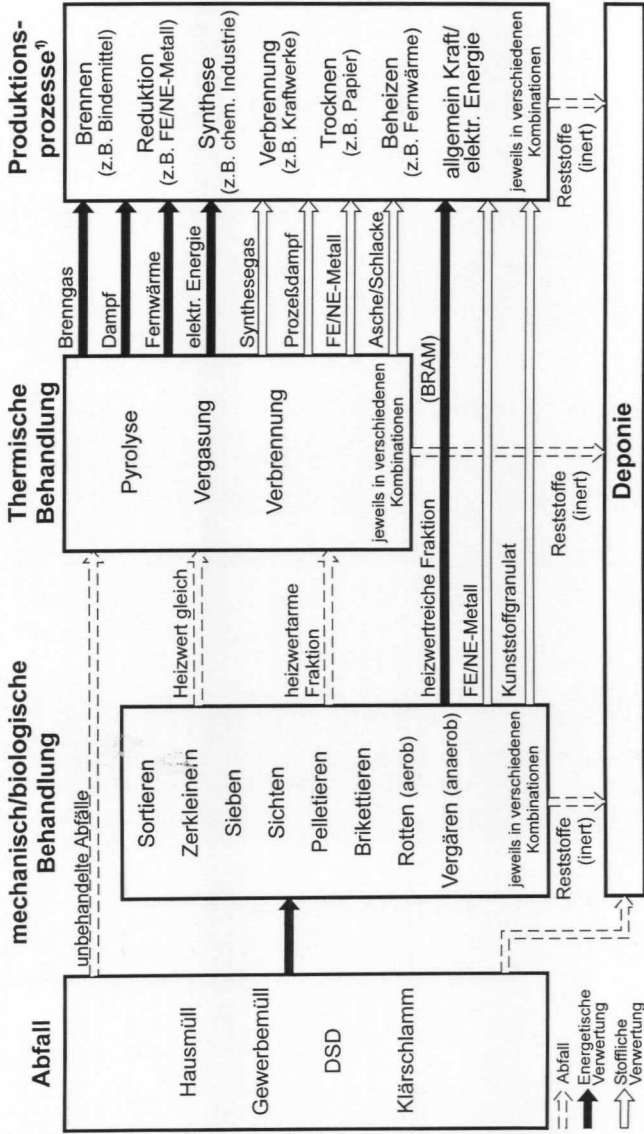 Abfall
Hausmüll
Gewerbemüll
DSD
Klärschlamm
unbehandelte Abfälle
mechanisch/biologische
Behandlung
Sortieren
Zerkleinern
Sieben
Sichten
Pelletieren
Brikettieren
Rotten (aerob)
Vergären (anaerob)
jeweils in verschiedenen
Kombinationen
Reststoffe
(inert)
Heizwert gleich
heizwertarme
Fraktion
heizwertreiche Fraktion (BRAM)
FE/NE-Metall
Kunststoffgranulat
Thermische
Behandlung
Pyrolyse
Vergasung
Verbrennung
jeweils in verschiedenen
Kombinationen
Reststoffe
(inert)
Brenngas
Dampf
Fernwärme
elektr. Energie
Synthesegas
Prozeßdampf
FE/NE-Metall
Asche/Schlacke
Produktions-
prozesse¹⁾
Brennen
(z.B. Bindemittel)
Reduktion
(z.B. FE/NE-Metall)
Synthese
(z.B. chem. Industrie)
Verbrennung
(z.B. Kraftwerke)
Trocknen
(z.B. Papier)
Beheizen
(z.B. Fernwärme)
allgemein Kraft/
elektr. Energie
jeweils in verschiedenen
Kombinationen
Reststoffe
(inert)
Deponie
Abfall
Energetische
Verwertung
Stoffliche
Verwertung